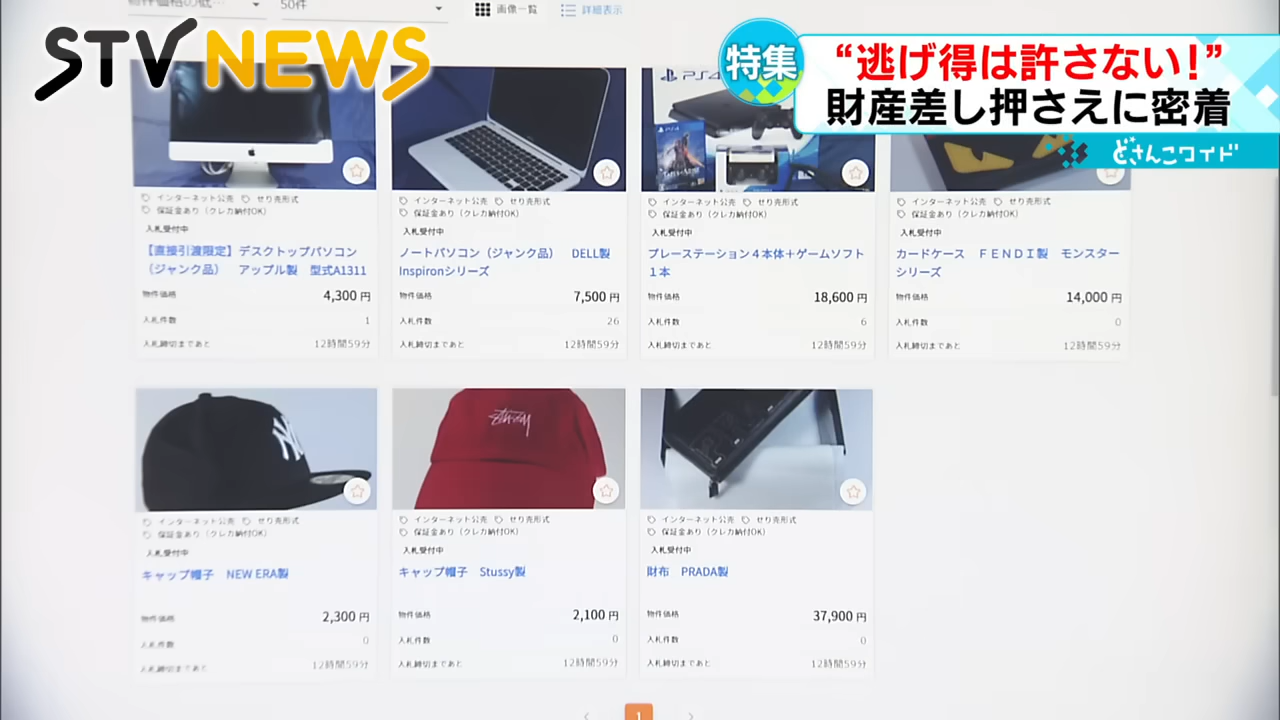 物件価格の低…
50件
画像一覧
詳細表示
STV NEWS
特集
“逃げ得は許さない！”
財産差し押さえに密着
どさんこワイド
PS4
PS4
インターネット公売 せり売形式
保証金あり（クレカ納付OK）
入札受付中
【直接引渡限定】デスクトップパソコン
（ジャンク品） アップル製 型式A1311
物件価格 4,300 円
入札件数 1
入札締切まであと 12時間59分
インターネット公売 せり売形式
保証金あり（クレカ納付OK）
入札受付中
ノートパソコン（ジャンク品） DELL製
Inspironシリーズ
物件価格 7,500 円
入札件数 26
入札締切まであと 12時間59分
インターネット公売 せり売形式
保証金あり（クレカ納付OK）
入札受付中
プレーステーション４本体＋ゲームソフト
１本
物件価格 18,600 円
入札件数 6
入札締切まであと 12時間59分
インターネット公売 せり売形式
保証金あり（クレカ納付OK）
入札受付中
カードケース ＦＥＮＤＩ製 モンスター
シリーズ
物件価格 14,000 円
入札件数 0
入札締切まであと 12時間59分
NY
インターネット公売 せり売形式
保証金あり（クレカ納付OK）
入札受付中
キャップ帽子 NEW ERA製
物件価格 2,300 円
入札件数 0
入札締切まであと 12時間59分
Stussy
インターネット公売 せり売形式
保証金あり（クレカ納付OK）
入札受付中
キャップ帽子 Stussy製
物件価格 2,100 円
入札件数 0
入札締切まであと 12時間59分
インターネット公売 せり売形式
保証金あり（クレカ納付OK）
入札受付中
財布 PRADA製
物件価格 37,900 円
入札件数 0
入札締切まであと 12時間59分
1